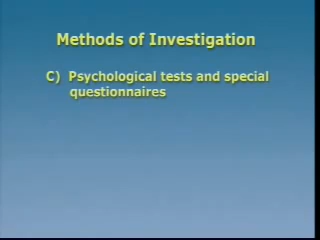 Methods of Investigation
C) Psychological tests and special
questionnaires